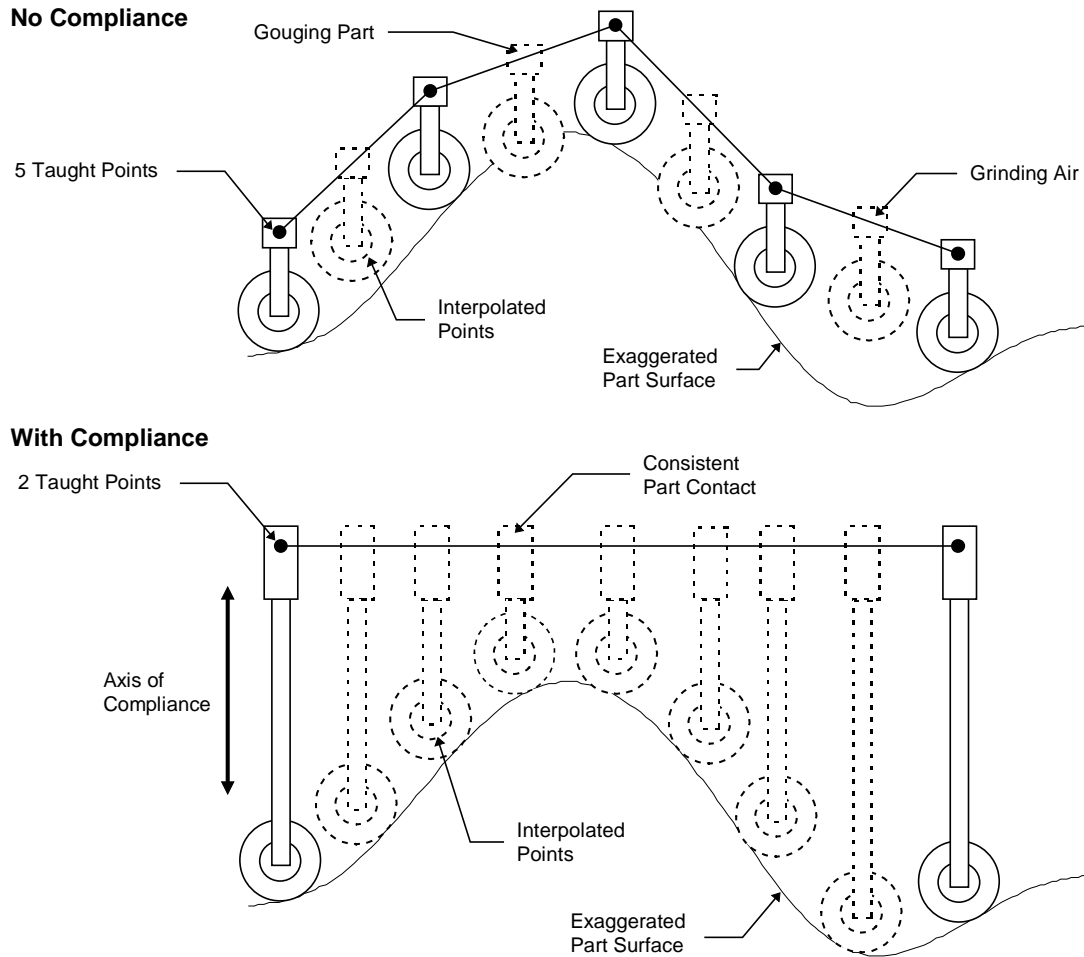 No Compliance
Gouging Part
5 Taught Points
Grinding Air
Interpolated
Points
Exaggerated
Part Surface
With Compliance
2 Taught Points
Consistent
Part Contact
Axis of
Compliance
Interpolated
Points
Exaggerated
Part Surface